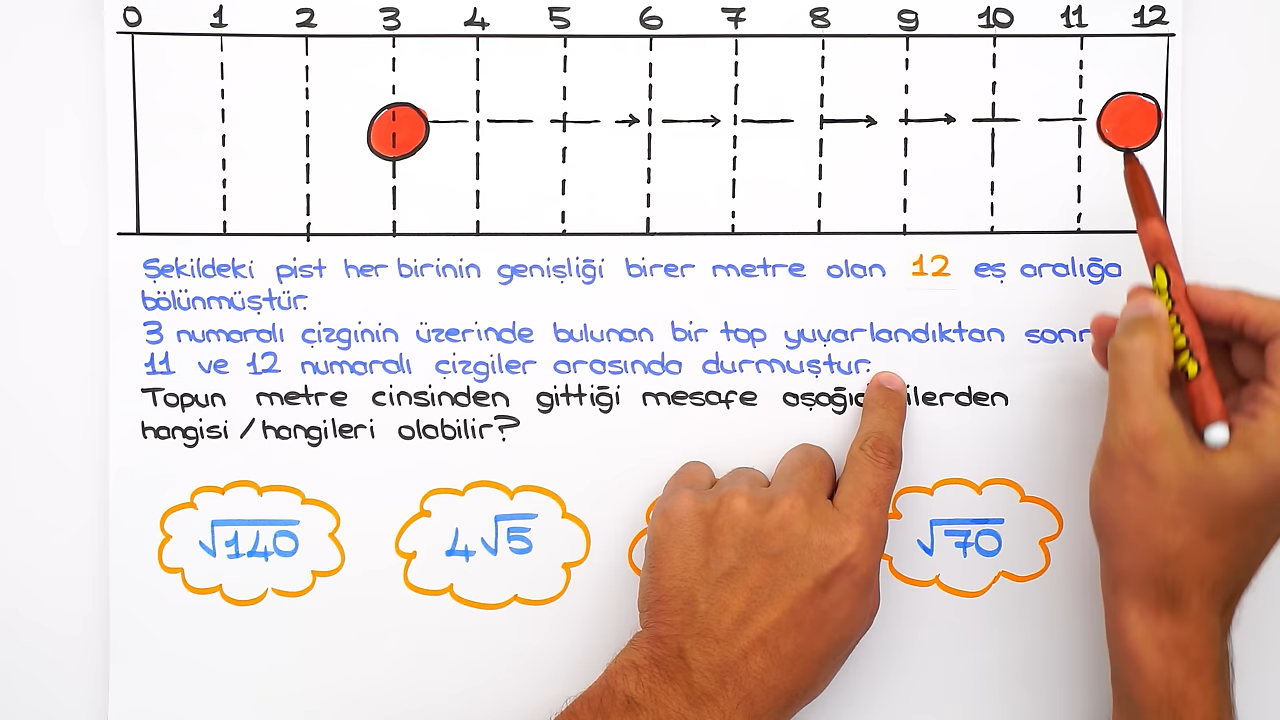 0 1 2 3 4 5 6 7 8 9 10 11 12
Şekildeki pist her birinin genişliği birer metre olan 12 eş aralığa
bölünmüştür.
3 numaralı çizginin üzerinde bulunan bir top yuvarlandıktan
11 ve 12 numaralı çizgiler arasında durmuştur.
Topun metre cinsinden gittiği mesafe
hangisi / hangileri olabilir?
√140 4√5 √70